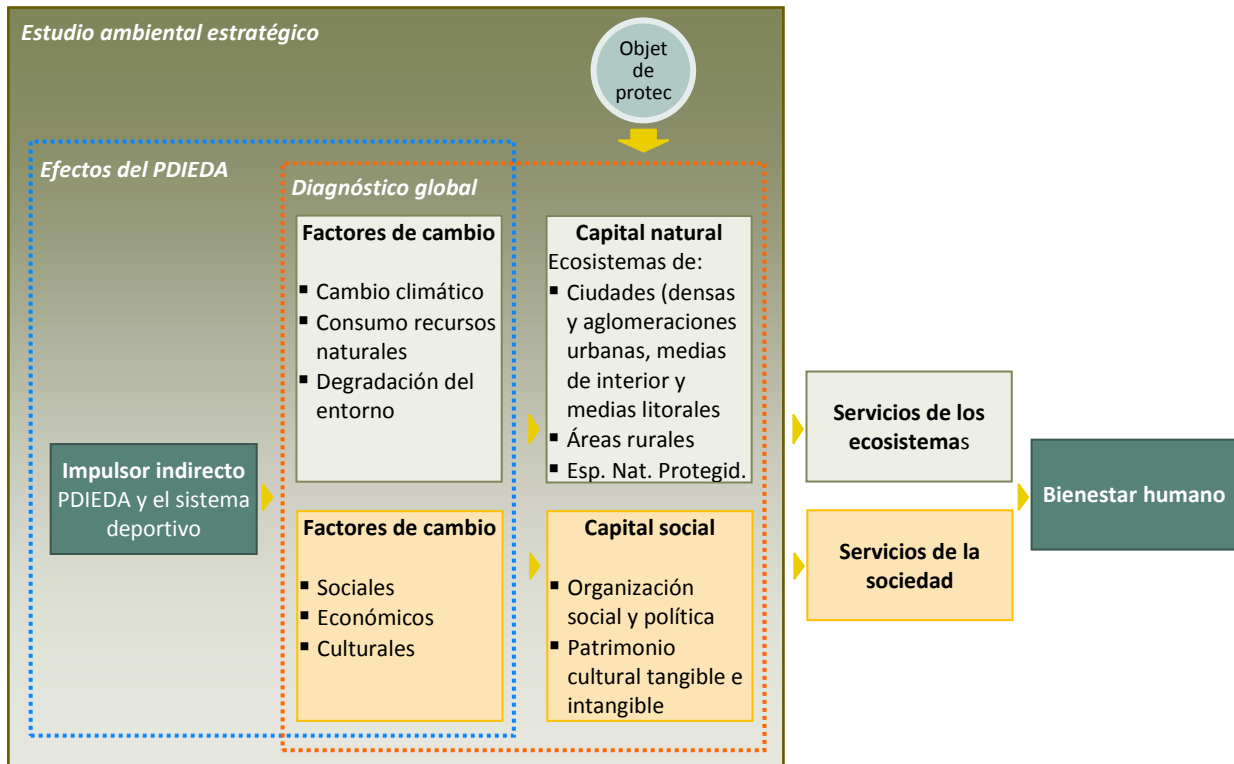 Estudio ambiental estratégico
Objet
de
protec
Efectos del PDIEDA
Diagnóstico global
Factores de cambio
▪ Cambio climático
▪ Consumo recursos
naturales
▪ Degradación del
entorno
Capital natural
Ecosistemas de:
▪ Ciudades (densas
y aglomeraciones
urbanas, medias
de interior y
medias litorales
▪ Áreas rurales
▪ Esp. Nat. Protegid.
Impulsor indirecto
PDIEDA y el sistema
deportivo
Factores de cambio
▪ Sociales
▪ Económicos
▪ Culturales
Capital social
▪ Organización
social y política
▪ Patrimonio
cultural tangible e
intangible
Servicios de los
ecosistemas
Servicios de la
sociedad
Bienestar humano